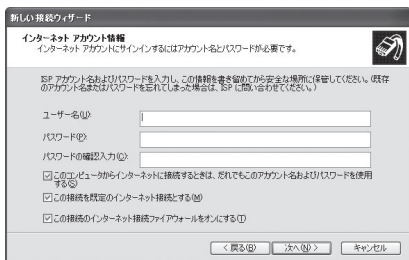 新しい接続ウィザード
インターネット アカウント情報
インターネット アカウントにサインインするにはアカウント名とパスワードが必要です。
ISP アカウント名およびパスワードを入力し、この情報を書き留めてから安全な場所に保管してください。(既存
のアカウント名またはパスワードを忘れてしまった場合は、ISP に問い合わせてください。)
ユーザー名(U):
パスワード(P):
パスワードの確認入力(C):
このコンピュータからインターネットに接続するときは、だれでもこのアカウント名およびパスワードを使用
する(S)
この接続を既定のインターネット接続とする(M)
この接続のインターネット接続ファイアウォールをオンにする(T)
< 戻る(B)
次へ(N) >
キャンセル